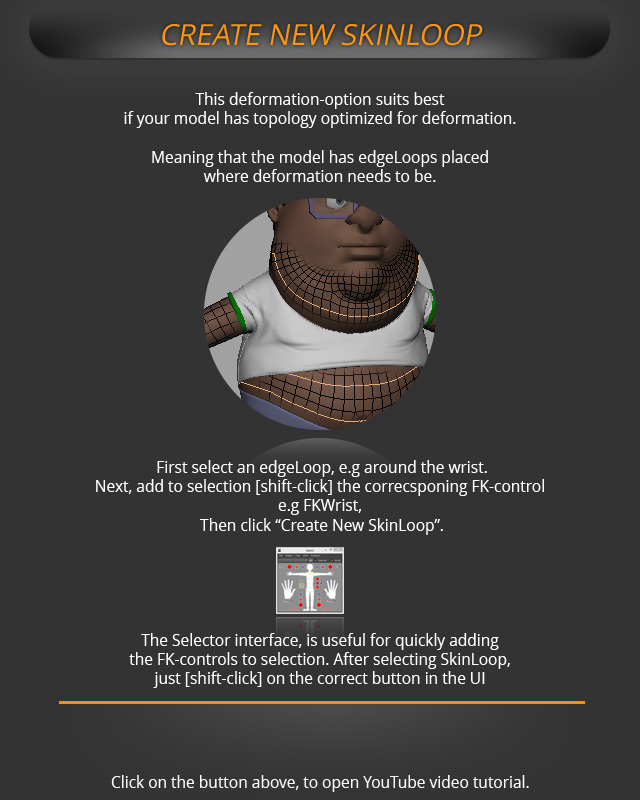 CREATE NEW SKINLOOP
This deformation-option suits best
if your model has topology optimized for deformation.
Meaning that the model has edgeLoops placed
where deformation needs to be.
First select an edgeLoop, e.g around the wrist.
Next, add to selection [shift-click] the correcsponing FK-control
e.g FKWrist,
Then click “Create New SkinLoop”.
The Selector interface, is useful for quickly adding
the FK-controls to selection. After selecting SkinLoop,
just [shift-click] on the correct button in the UI
Click on the button above, to open YouTube video tutorial.